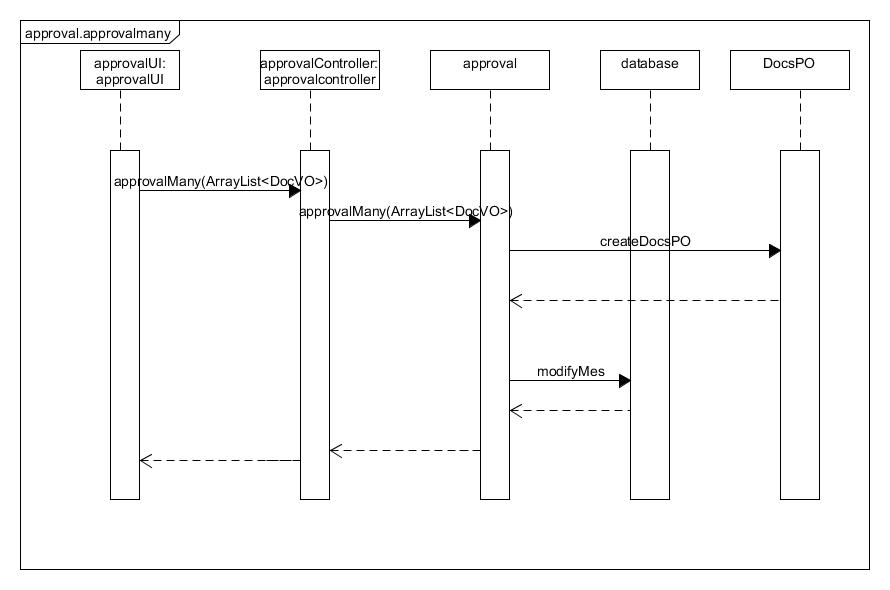 approval.approvalmany
approvalUI:
approvalUI
approvalController:
approvalcontroller
approval
database
DocsPO
approvalMany(ArrayList<DocVO>)
approvalMany(ArrayList<DocVO>)
createDocsPO
modifyMes